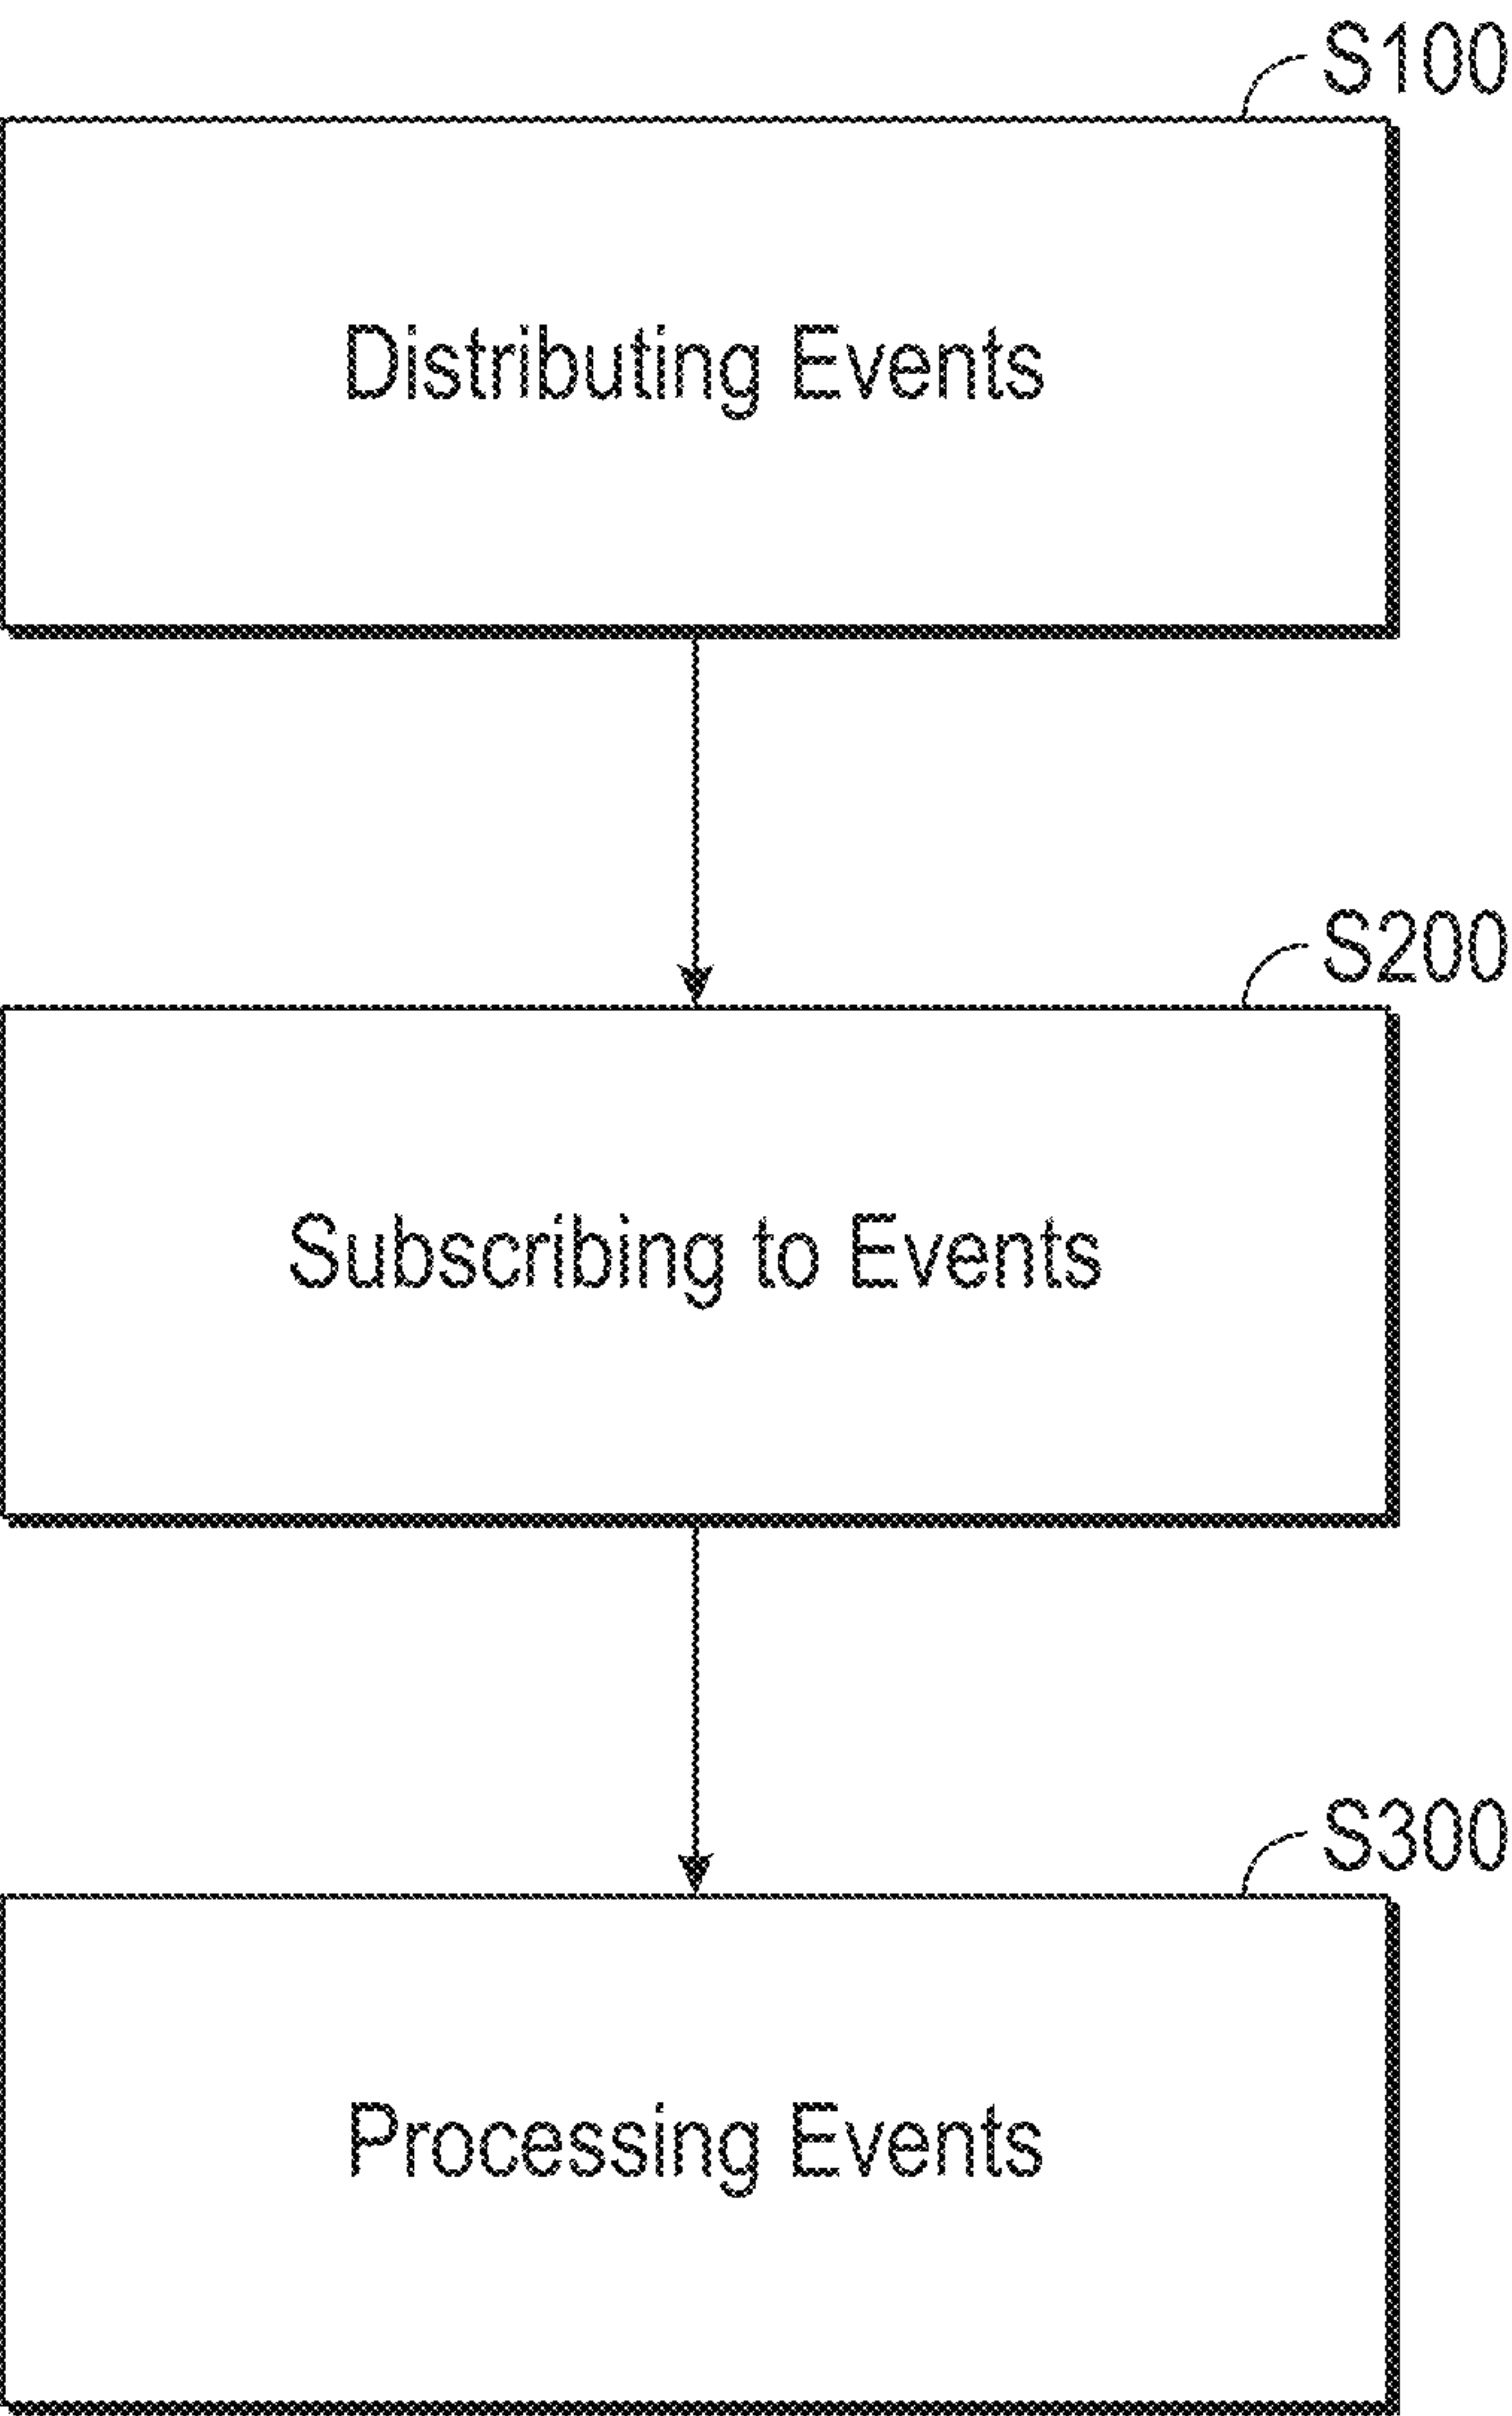 S100
Distributing Events
S200
Subscribing to Events
S300
Processing Events